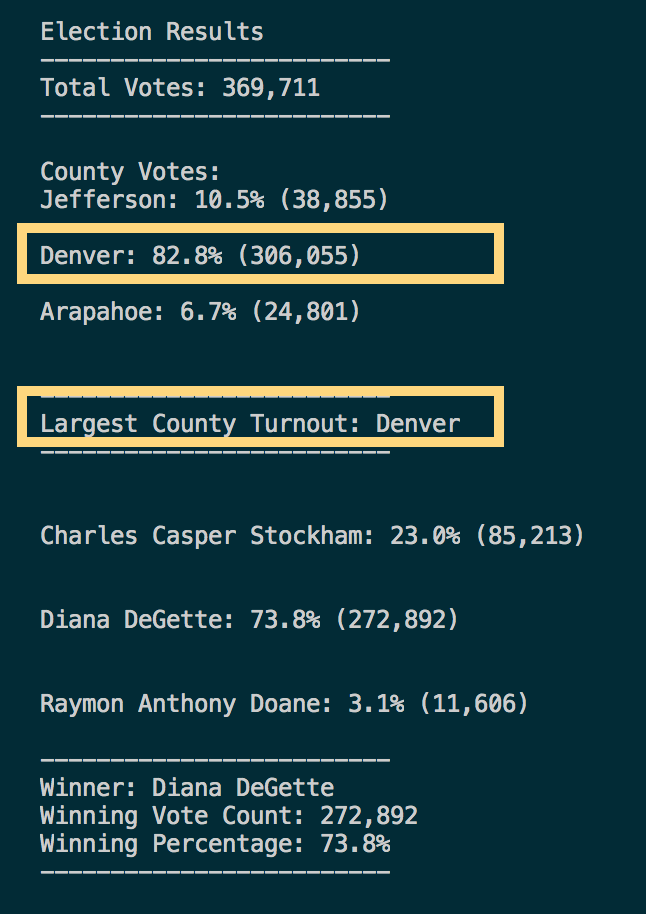 Election Results
-------------------------
Total Votes: 369,711
-------------------------
County Votes:
Jefferson: 10.5% (38,855)
Denver: 82.8% (306,055)
Arapahoe: 6.7% (24,801)
-------------------------
Largest County Turnout: Denver
-------------------------
Charles Casper Stockham: 23.0% (85,213)
Diana DeGette: 73.8% (272,892)
Raymon Anthony Doane: 3.1% (11,606)
-------------------------
Winner: Diana DeGette
Winning Vote Count: 272,892
Winning Percentage: 73.8%
-------------------------